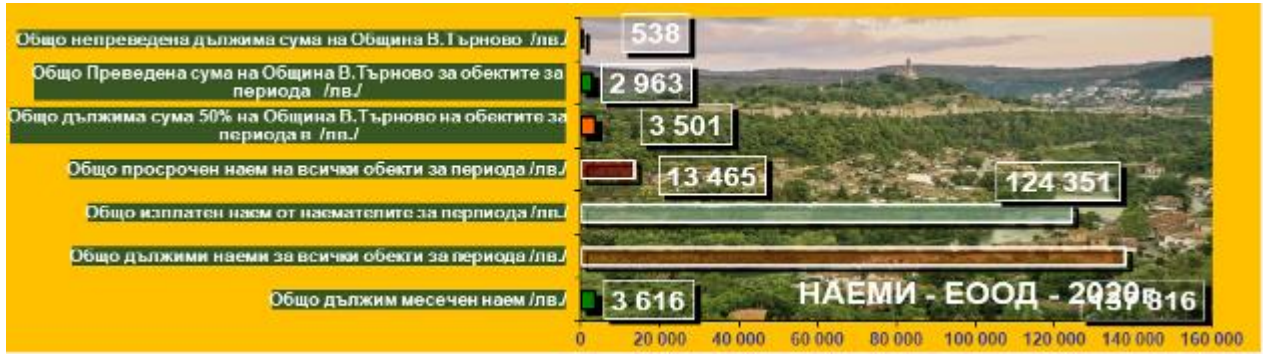 Общо непреведена дължима сума на Община В.Търново /лв./
538
Общо Преведена сума на Община В.Търново за обектите за
периода /лв./
2 963
Общо дължима сума 50% на Община В.Търново на обектите за
периода в /лв./
3 501
Общо просрочен наем на всички обекти за периода /лв./
13 465
Общо изплатен наем от наемателите за перпиода /лв./
124 351
Общо дължими наеми за всички обекти за периода /лв./
137 816
Общо дължим месечен наем /лв./
3 616
НАЕМИ - ЕООД - 2020г.
0 20 000 40 000 60 000 80 000 100 000 120 000 140 000 160 000